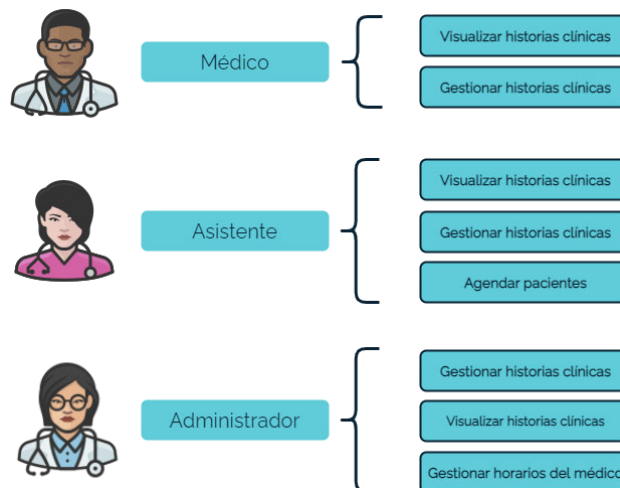 Médico
Visualizar historias clínicas
Gestionar historias clínicas
Asistente
Visualizar historias clínicas
Gestionar historias clínicas
Agendar pacientes
Administrador
Gestionar historias clínicas
Visualizar historias clínicas
Gestionar horarios del médico